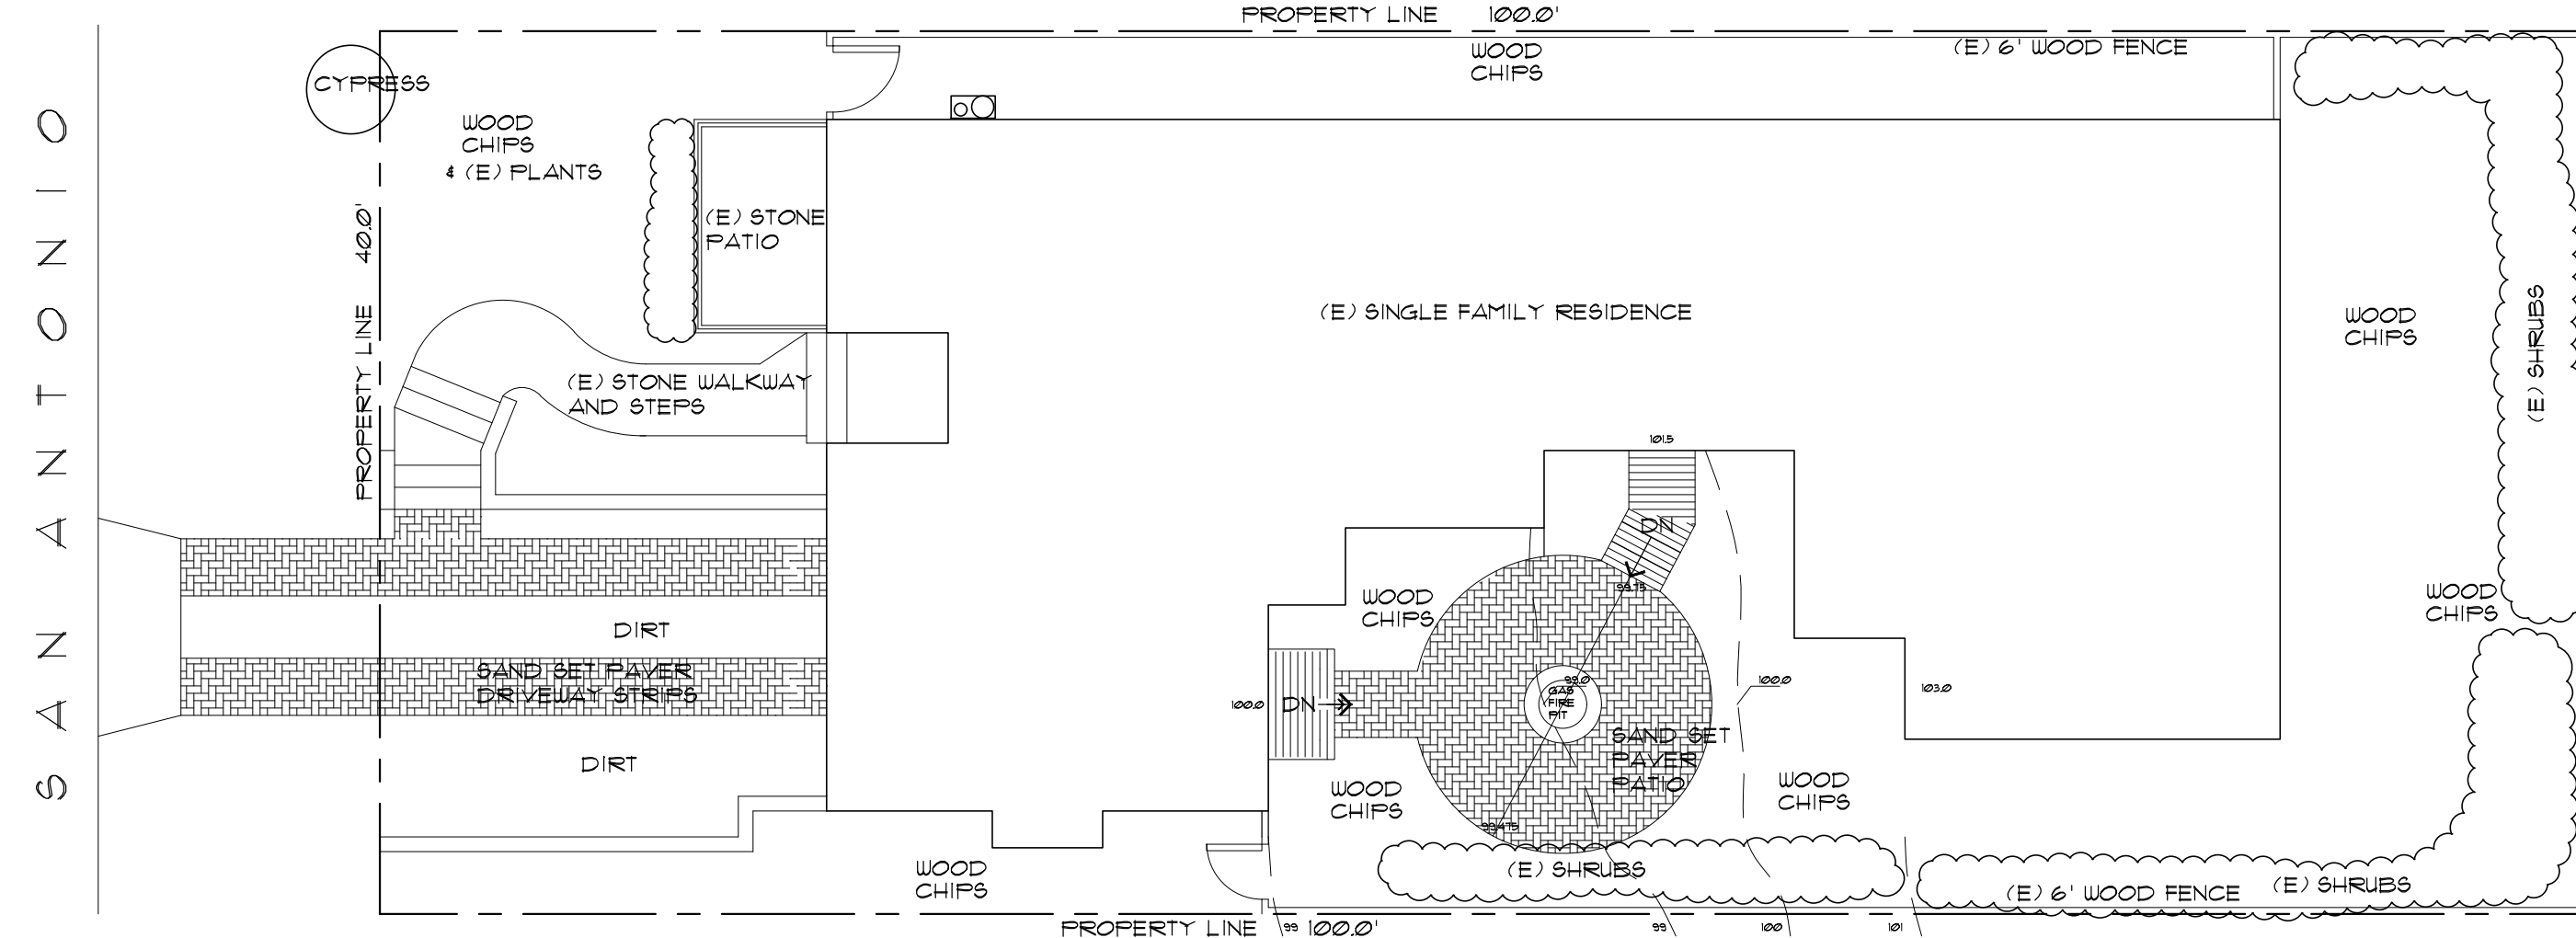 PROPERTY LINE 100.0'
CYPRESS
WOOD
CHIPS
& (E) PLANTS
WOOD
CHIPS
(E) 6' WOOD FENCE
SAN ANTONIO
PROPERTY LINE 40.0'
(E) STONE
PATIO
(E) SINGLE FAMILY RESIDENCE
WOOD
CHIPS
(E) SHRUBS
(E) STONE WALKWAY
AND STEPS
101.5
DN
99.75
WOOD
CHIPS
WOOD
CHIPS
DIRT
SAND SET PAVER
DRIVEWAY STRIPS
100.0
DN
99.0
GAS
FIRE
PIT
100.0
103.0
SAND SET
PAVER
PATIO
DIRT
WOOD
CHIPS
WOOD
CHIPS
99.475
WOOD
CHIPS
(E) SHRUBS
(E) 6' WOOD FENCE
(E) SHRUBS
PROPERTY LINE 100.0'
99
99
100
101